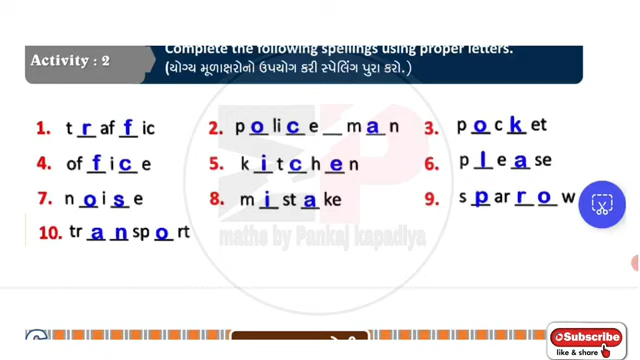 Complete the following spellings using proper letters.
Activity : 2
(યોગ્ય મૂળાક્ષરોનો ઉપયોગ કરી સ્પેલિંગ પુરા કરો.)
1. t r af f ic 2. p o li c e _ m a n 3. p o c k et
4. of f i c e 5. k i t c h e n 6. p l e a se
7. n o i s e 8. m i st a ke 9. s p ar r o w
10. tr a n sp o rt
maths by Pankaj kapadiya
Subscribe
like & share